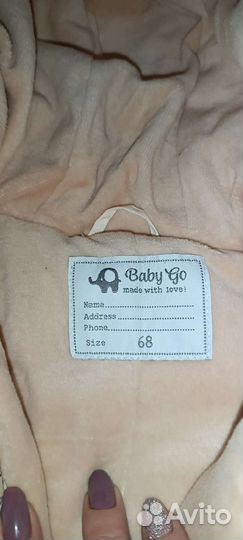 Baby Go
made with love!
Name
Address
Phone
Size 68
Avito